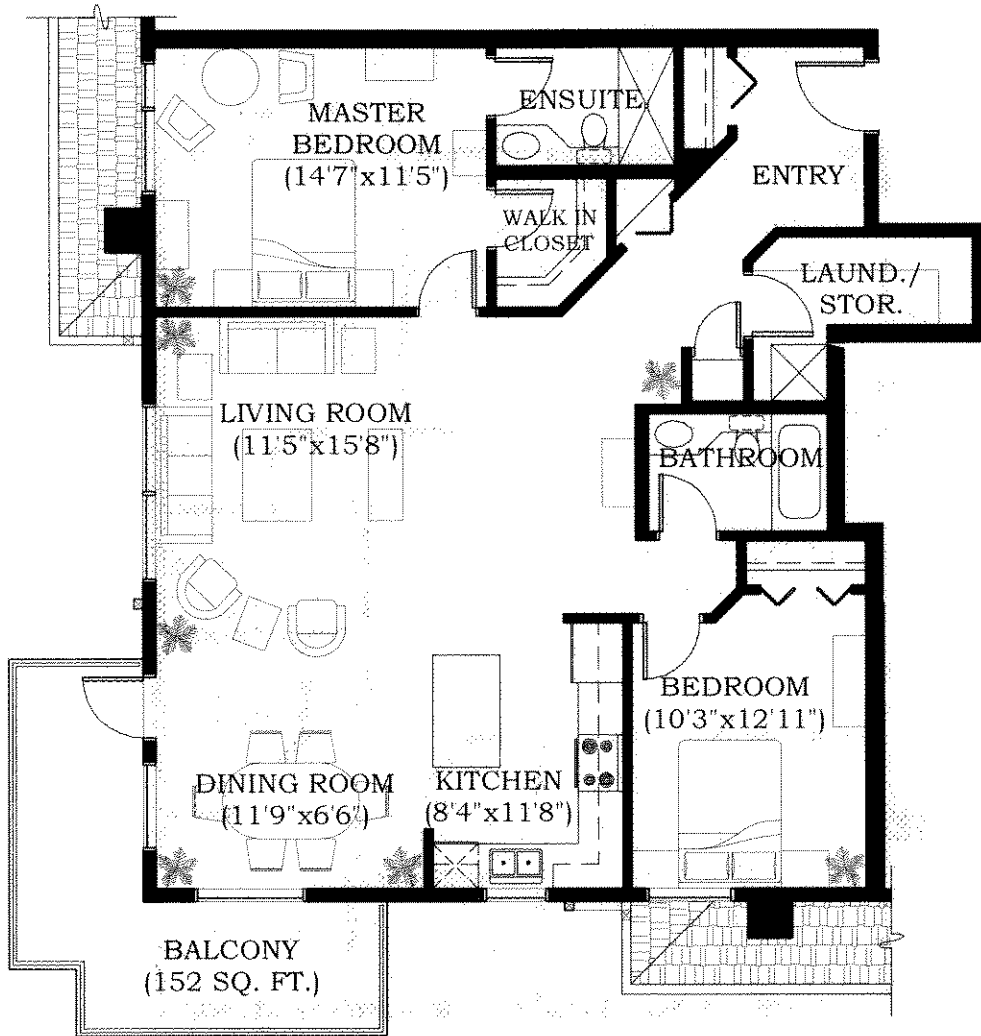 MASTER
BEDROOM
(14'7"x11'5")
ENSUITE
ENTRY
WALK IN
CLOSET
LAUND./
STOR.
LIVING ROOM
(11'5"x15'8")
BATHROOM
BEDROOM
(10'3"x12'11")
DINING ROOM
(11'9"x6'6")
KITCHEN
(8'4"x11'8")
BALCONY
(152 SQ. FT.)